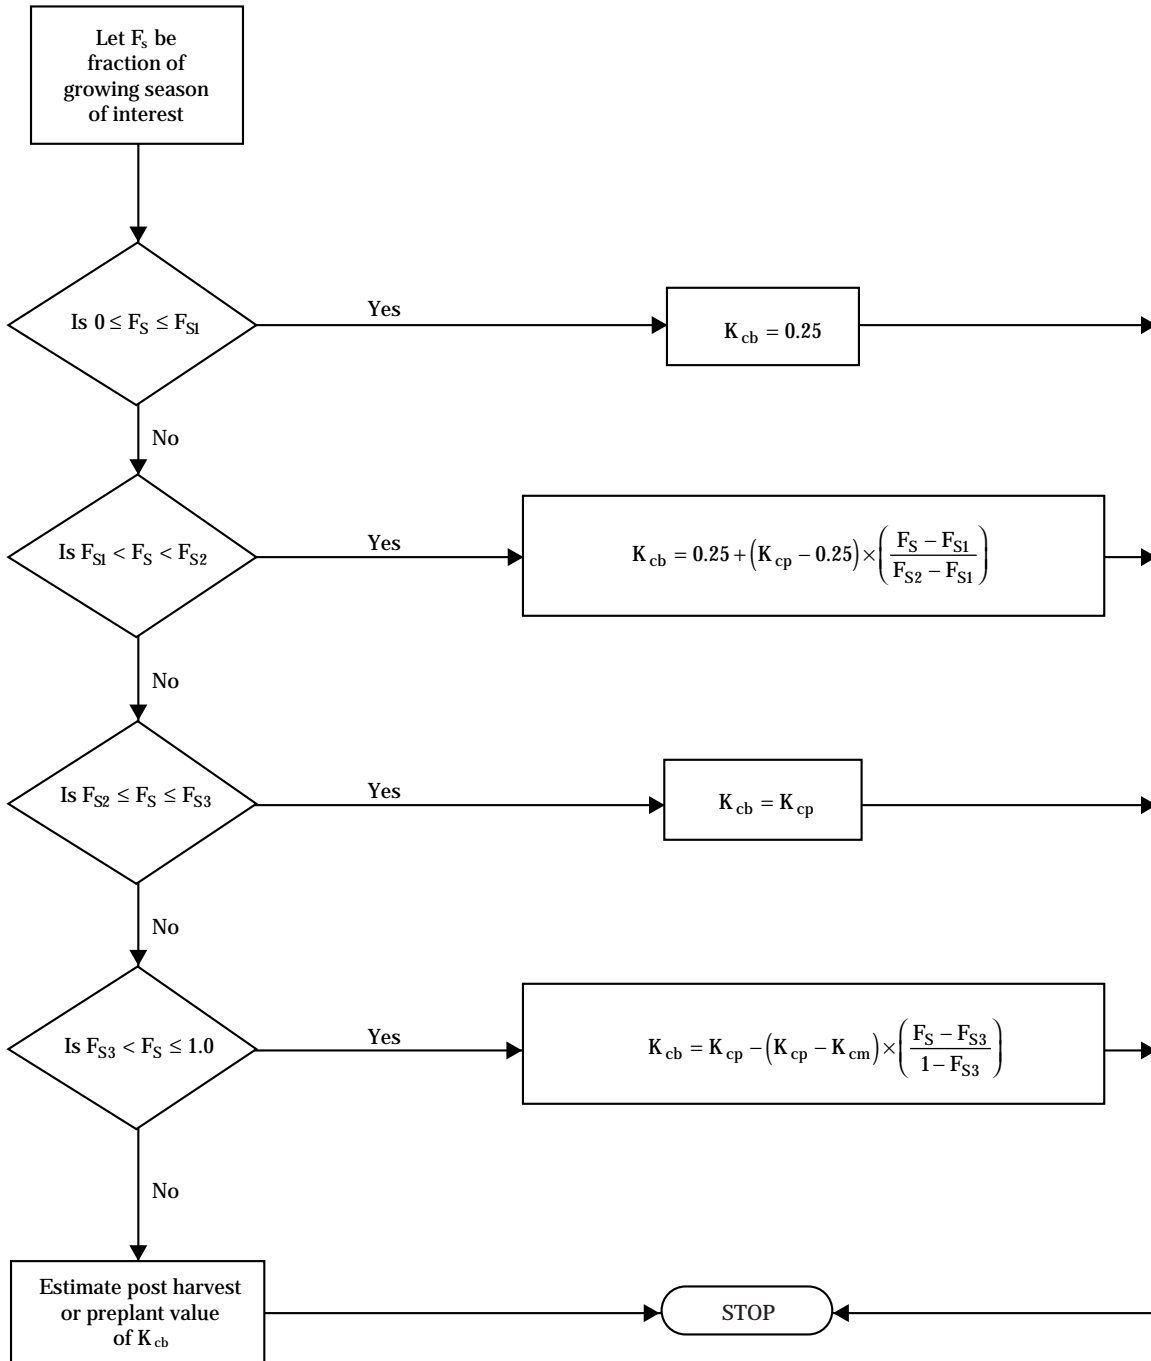 Let Fₛ be
fraction of
growing season
of interest
Is 0 ≤ F_S ≤ F_S1
Yes
K_cb = 0.25
No
Is F_S1 < F_S < F_S2
Yes
K_cb = 0.25 + (K_cp − 0.25) × ((F_S − F_S1) / (F_S2 − F_S1))
No
Is F_S2 ≤ F_S ≤ F_S3
Yes
K_cb = K_cp
No
Is F_S3 < F_S ≤ 1.0
Yes
K_cb = K_cp − (K_cp − K_cm) × ((F_S − F_S3) / (1 − F_S3))
No
Estimate post harvest
or preplant value
of K_cb
STOP